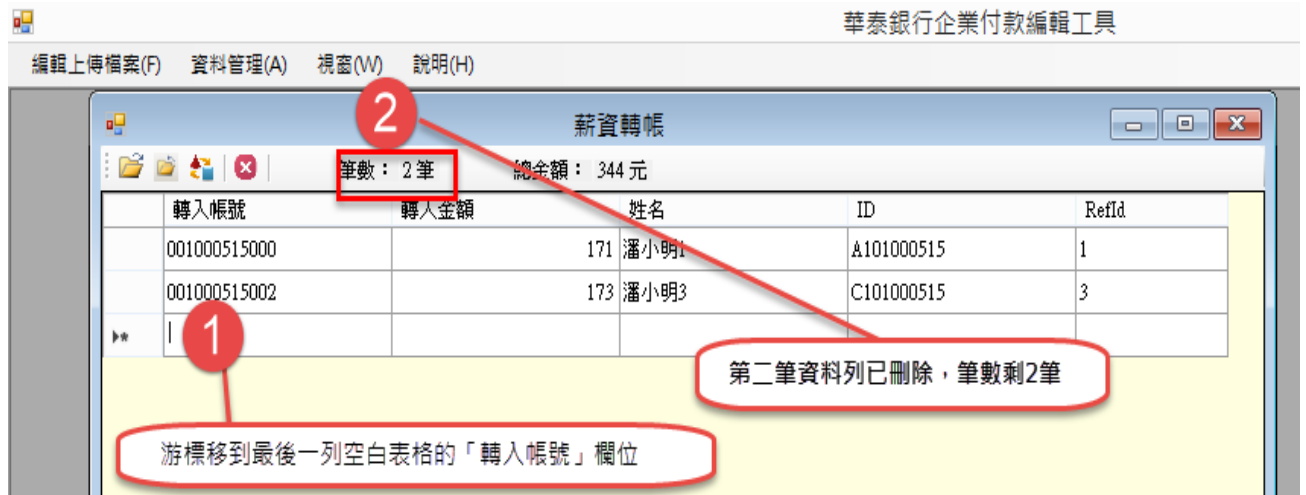 華泰銀行企業付款編輯工具
編輯上傳檔案(F) 資料管理(A) 視窗(W) 說明(H)
2
薪資轉帳
筆數： 2 筆 總金額： 344 元
轉入帳號 轉人金額 姓名 ID RefId
001000515000 171 潘小明1 A101000515 1
001000515002 173 潘小明3 C101000515 3
1
第二筆資料列已刪除，筆數剩2筆
游標移到最後一列空白表格的「轉入帳號」欄位